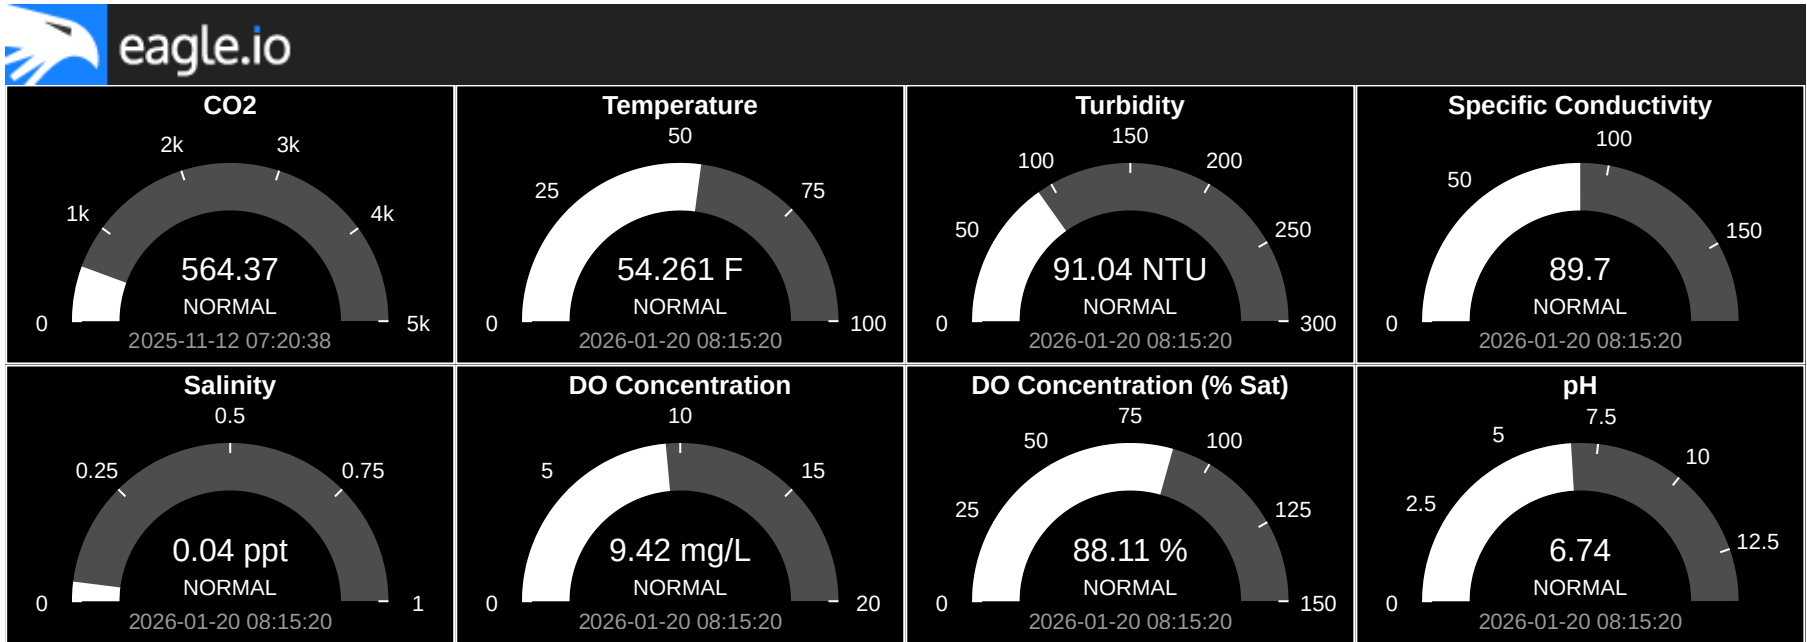 eagle.io
CO2
0
1k
2k
3k
4k
5k
564.37
NORMAL
2025-11-12 07:20:38
Temperature
0
25
50
75
100
54.261 F
NORMAL
2026-01-20 08:15:20
Turbidity
0
50
100
150
200
250
300
91.04 NTU
NORMAL
2026-01-20 08:15:20
Specific Conductivity
0
50
100
150
89.7
NORMAL
2026-01-20 08:15:20
Salinity
0
0.25
0.5
0.75
1
0.04 ppt
NORMAL
2026-01-20 08:15:20
DO Concentration
0
5
10
15
20
9.42 mg/L
NORMAL
2026-01-20 08:15:20
DO Concentration (% Sat)
0
25
50
75
100
125
150
88.11 %
NORMAL
2026-01-20 08:15:20
pH
0
2.5
5
7.5
10
12.5
6.74
NORMAL
2026-01-20 08:15:20